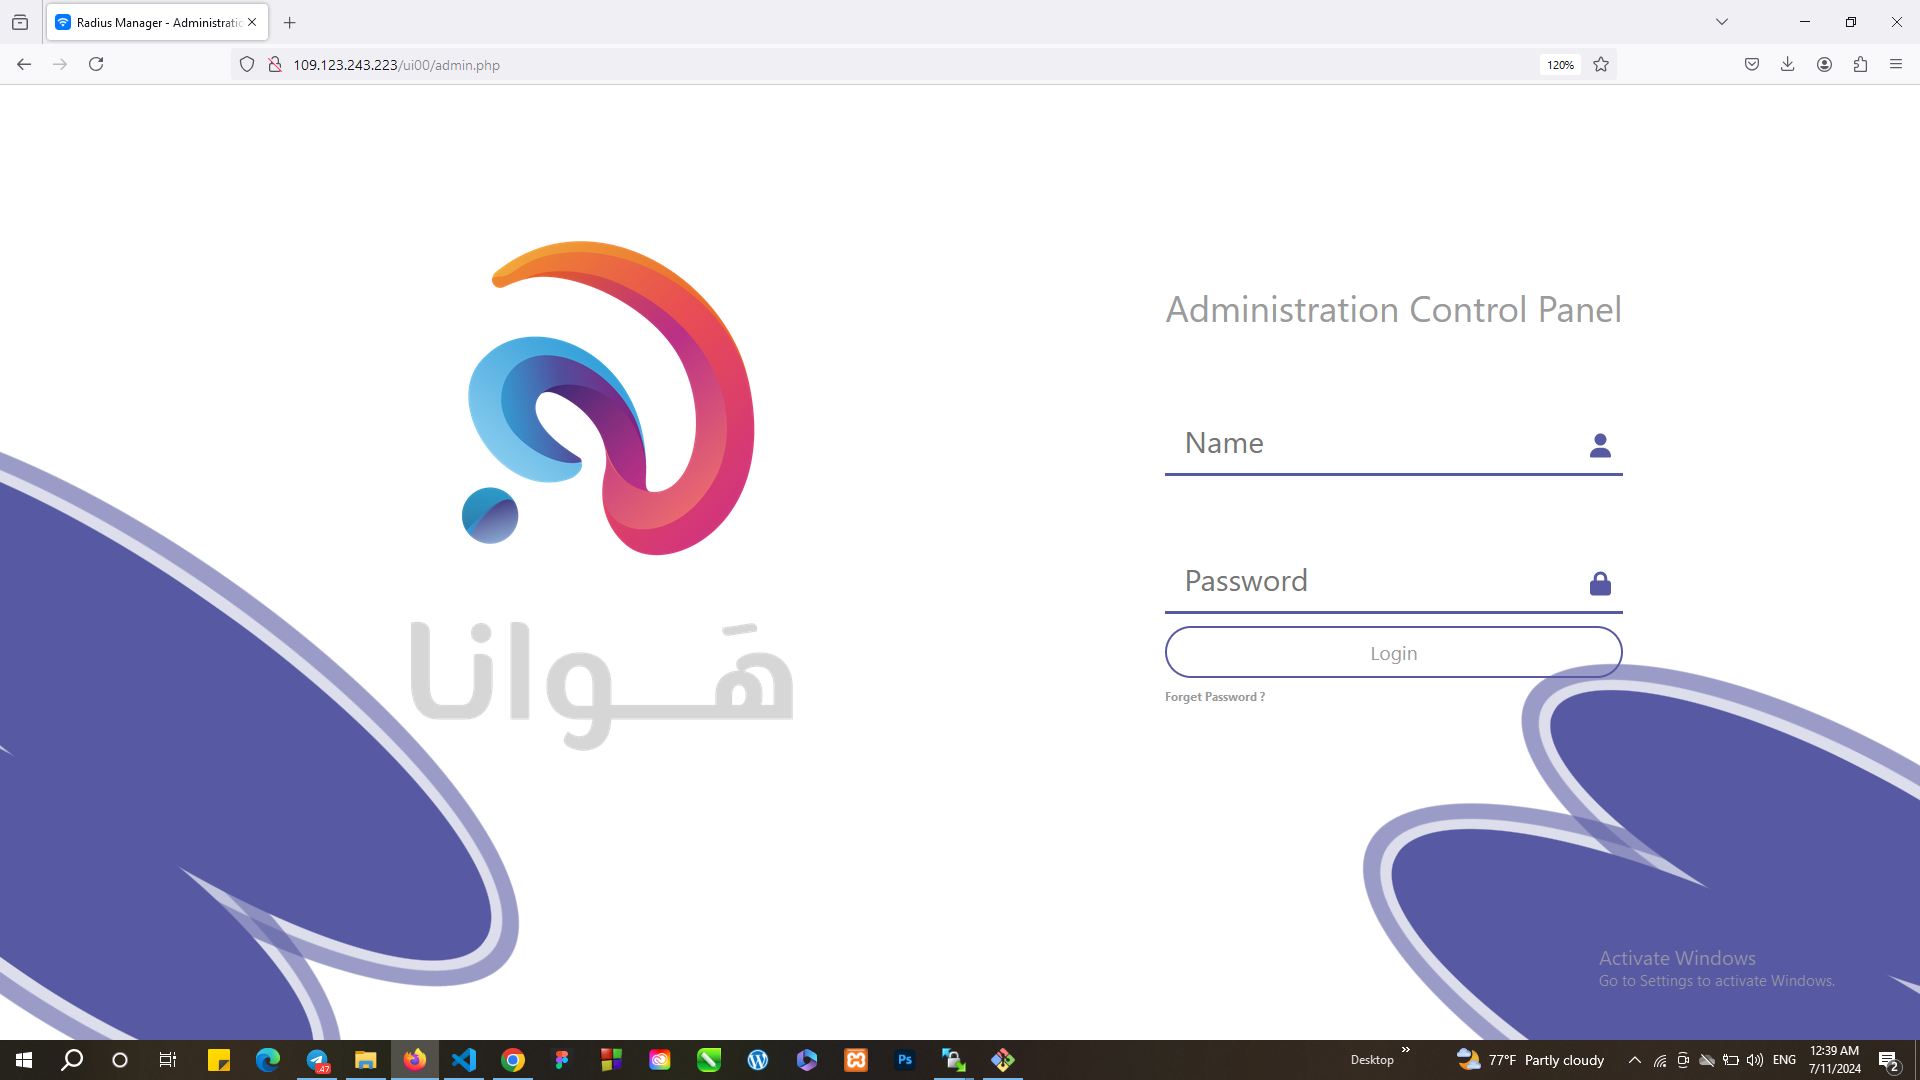 Radius Manager - Administratio
109.123.243.223/ui00/admin.php
120%
Administration Control Panel
Name
Password
Login
Forget Password ?
هَوانا
Activate Windows
Go to Settings to activate Windows.
47
Ps
Desktop
77°F Partly cloudy
ENG
12:39 AM
7/11/2024
2